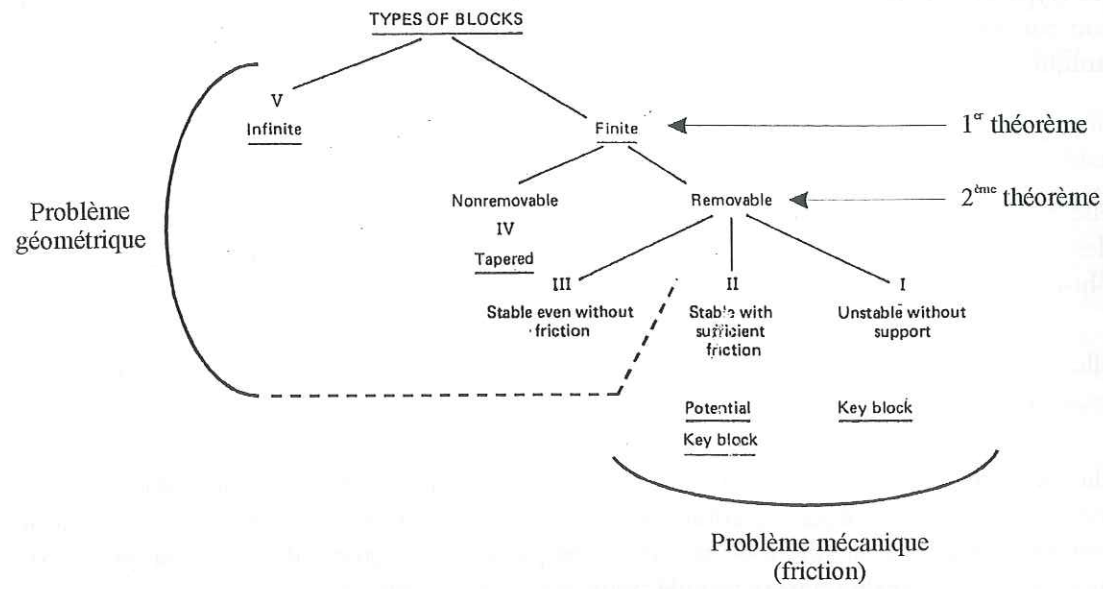 TYPES OF BLOCKS
V
Infinite
Finite
1er théorème
Nonremovable
Removable
2ème théorème
Problème
géométrique
IV
Tapered
III
II
I
Stable even without
friction
Stable with
sufficient
friction
Unstable without
support
Potential
Key block
Key block
Problème mécanique
(friction)